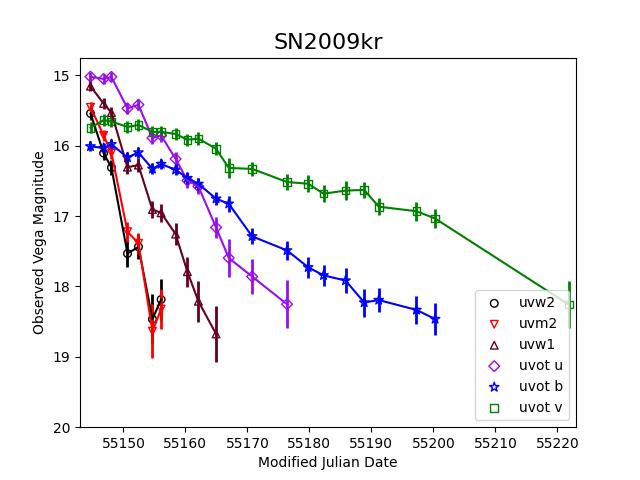 SN2009kr
Observed Vega Magnitude
15
16
17
18
19
20
55150 55160 55170 55180 55190 55200 55210 55220
Modified Julian Date
uvw2
uvm2
uvw1
uvot u
uvot b
uvot v